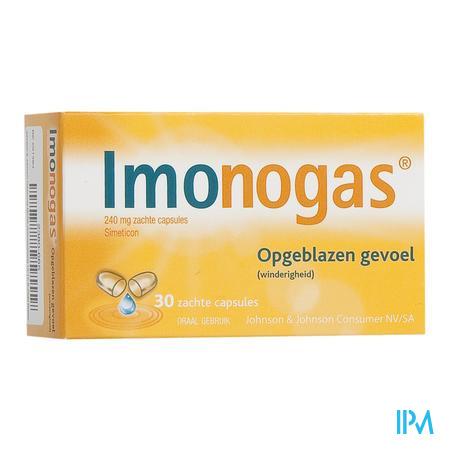 Imonogas®
240 mg zachte capsules
Simeticon
Opgeblazen gevoel
(winderigheid)
30 zachte capsules
ORAAL GEBRUIK
Johnson & Johnson Consumer NV/SA
Opgeblazen gevoel
IPM